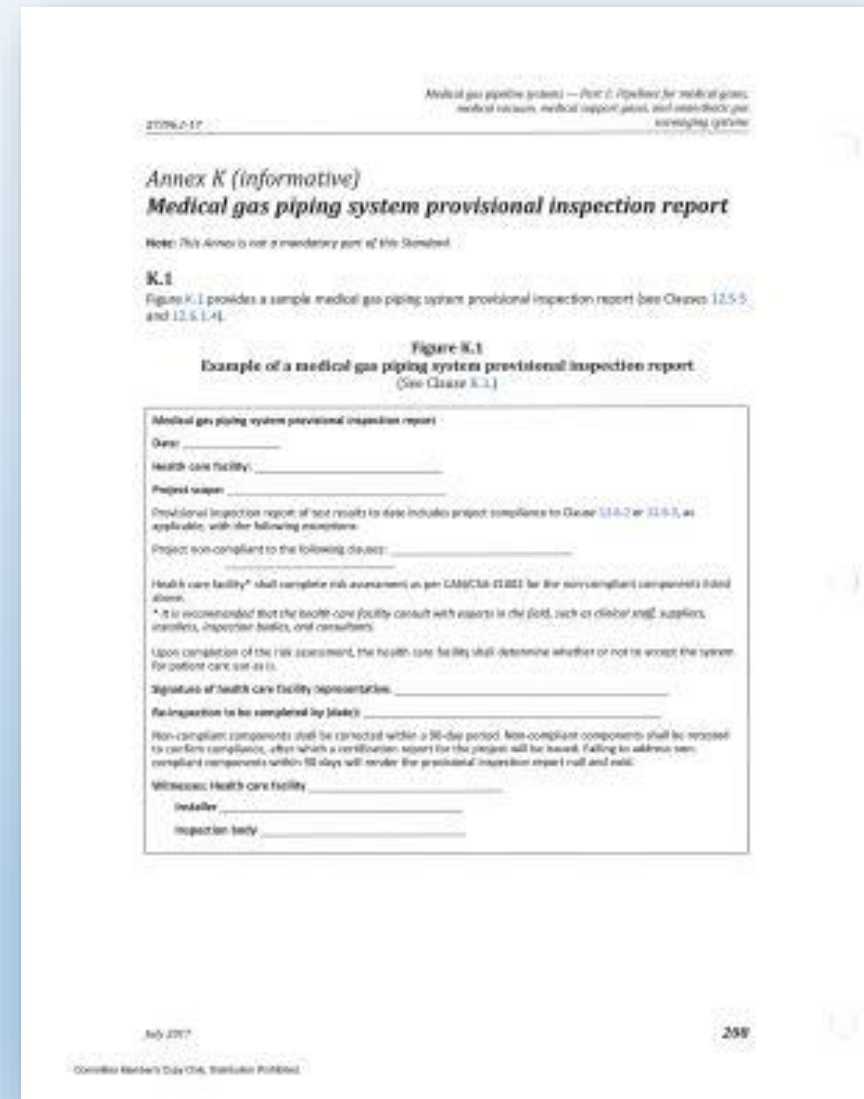 Medical gas pipeline systems — Part 1: Pipelines for medical gases,
medical vacuum, medical support gases, and anaesthetic gas
scavenging systems
Annex K (informative)
Medical gas piping system provisional inspection report
Note: This Annex is not a mandatory part of this Standard.
K.1
Figure K.1 provides a sample medical gas piping system provisional inspection report (see Clauses 12.5.5
and 12.6.1.4).
Figure K.1
Example of a medical gas piping system provisional inspection report
(See Clause K.1.)
Medical gas piping system provisional inspection report
Date:
Health care facility:
Project scope:
Provisional inspection report of test results to date includes project compliance to Clause or as
applicable, with the following exceptions:
Project non-compliant to the following clauses:
Health care facility* shall complete risk assessment as per for the non-compliant components listed
above.
* It is recommended that the health care facility consult with experts in the field, such as clinical staff, suppliers,
installers, inspection bodies, and consultants.
Upon completion of the risk assessment, the health care facility shall determine whether or not to accept the system
for patient care use as is.
Signature of health care facility representative:
Re-inspection to be completed by (date):
Non-compliant components shall be corrected within a 90-day period. Non-compliant components shall be retested
to confirm compliance, after which a certification report for the project will be issued. Failing to address non-
compliant components within 90 days will render the provisional inspection report null and void.
Witnesses: Health care facility
Installer
Inspection body
July 2017
208
Committee Members Copy Only. Distribution Prohibited.